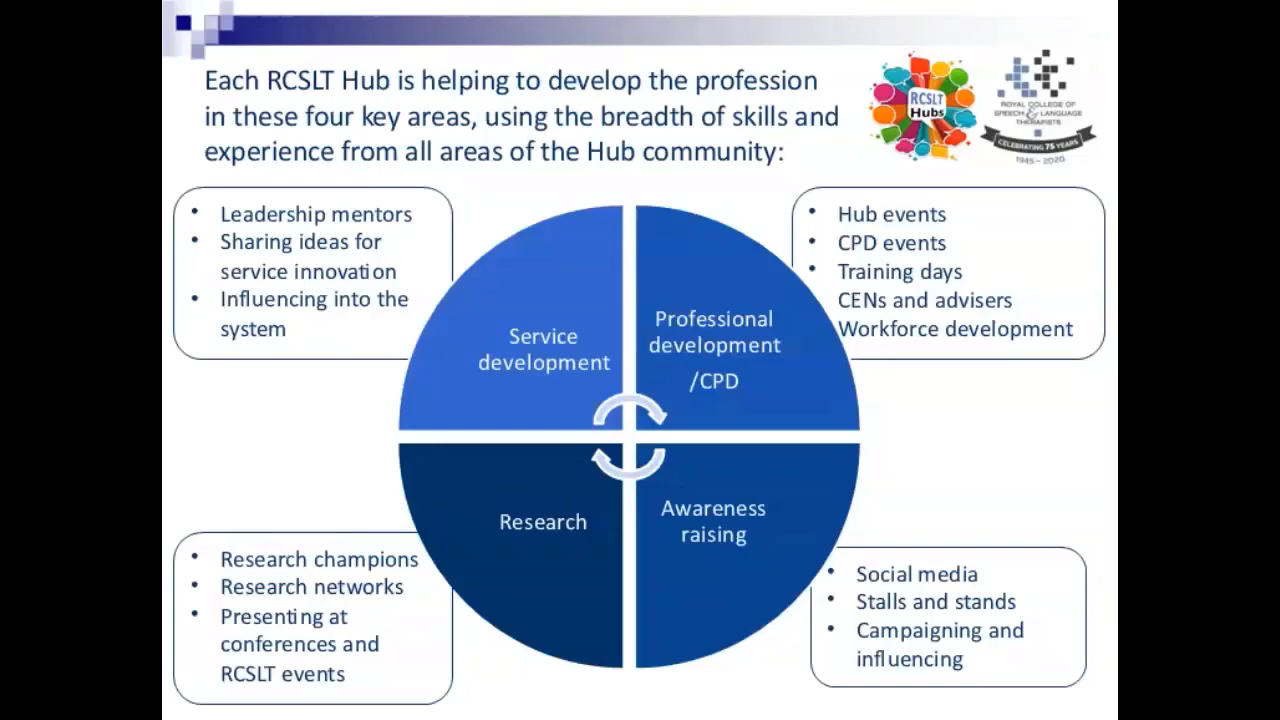 Each RCSLT Hub is helping to develop the profession
in these four key areas, using the breadth of skills and
experience from all areas of the Hub community:
RCSLT
Hubs
ROYAL COLLEGE OF
SPEECH & LANGUAGE
THERAPISTS
CELEBRATING 75 YEARS
1945 – 2020
• Leadership mentors
• Sharing ideas for
service innovation
• Influencing into the
system
• Hub events
• CPD events
• Training days
CENs and advisers
Workforce development
Service
development
Professional
development
/CPD
Research
Awareness
raising
• Research champions
• Research networks
• Presenting at
conferences and
RCSLT events
• Social media
• Stalls and stands
• Campaigning and
influencing